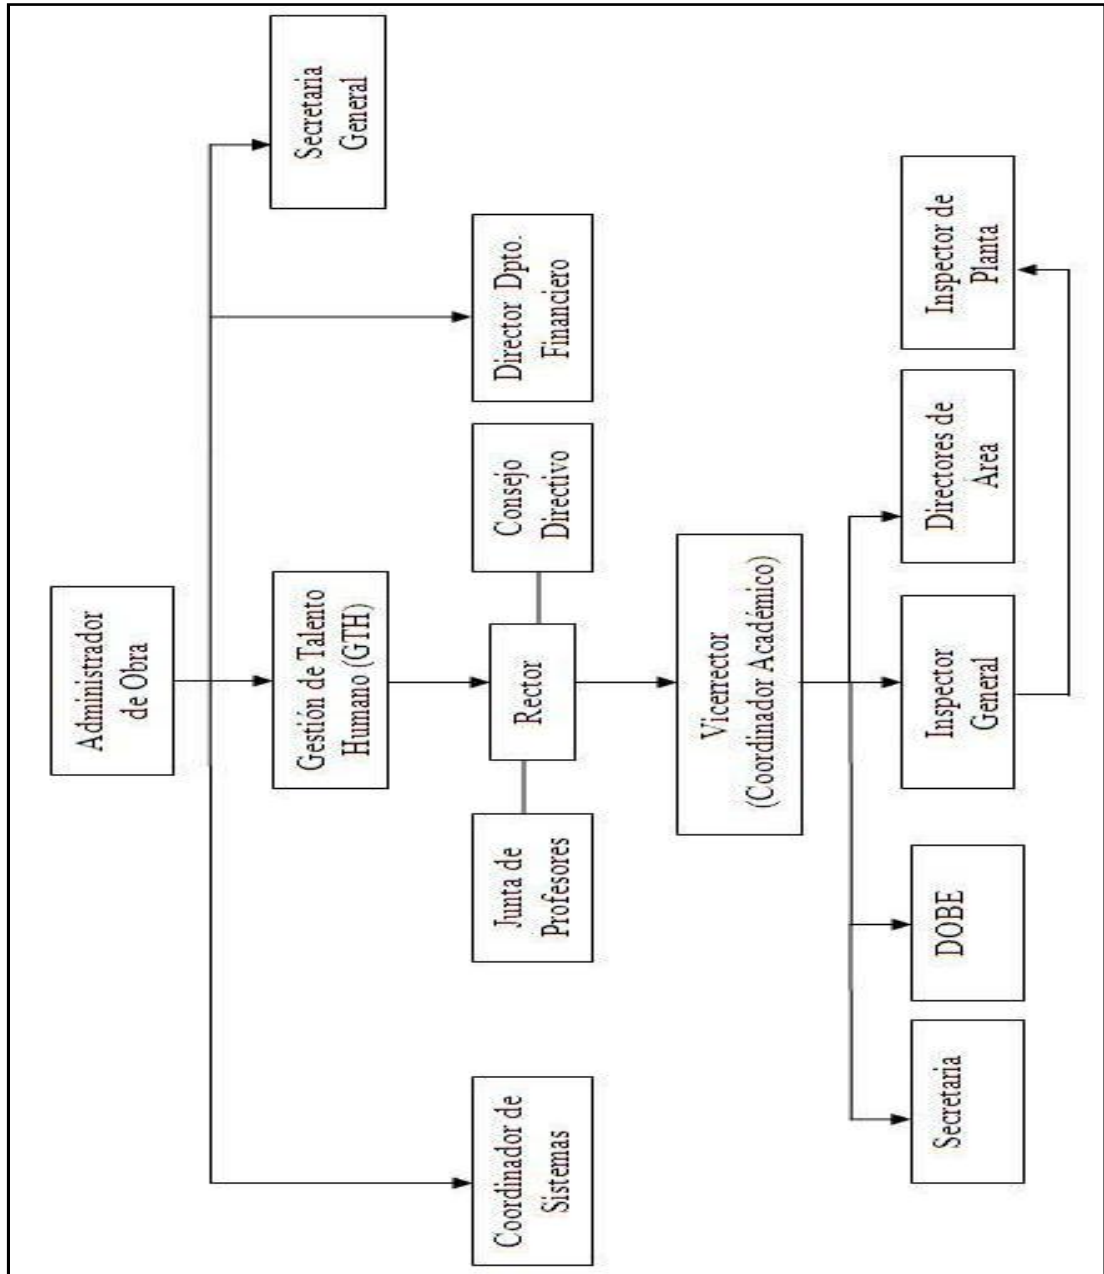 Administrador
de Obra
Secretaria
General
Gestión de Talento
Humano (GTH)
Coordinador de
Sistemas
Junta de
Profesores
Rector
Consejo
Directivo
Director Dpto.
Financiero
Vicerrector
(Coordinador Académico)
Secretaria
DOBE
Inspector
General
Directores de
Área
Inspector de
Planta